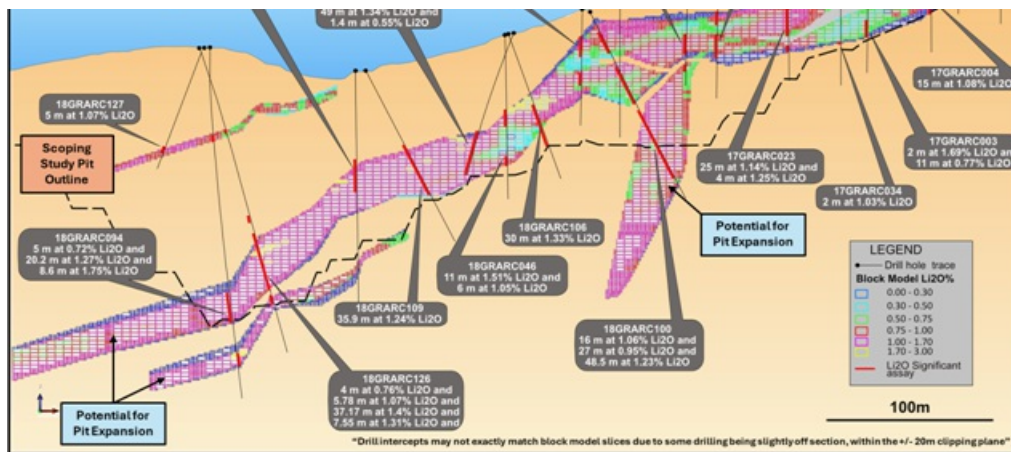 49 m at 1.34% Li2O and
1.4 m at 0.55% Li2O
18GRARC127
5 m at 1.07% Li2O
Scoping
Study Pit
Outline
18GRARC094
5 m at 0.72% Li2O and
20.2 m at 1.27% Li2O and
8.6 m at 1.75% Li2O
Potential for
Pit Expansion
18GRARC126
4 m at 0.76% Li2O and
5.78 m at 1.07% Li2O and
37.17 m at 1.4% Li2O and
7.55 m at 1.31% Li2O
18GRARC109
35.9 m at 1.24% Li2O
18GRARC046
11 m at 1.51% Li2O and
6 m at 1.05% Li2O
18GRARC106
30 m at 1.33% Li2O
18GRARC100
16 m at 1.06% Li2O and
27 m at 0.95% Li2O and
48.5 m at 1.23% Li2O
Potential for
Pit Expansion
17GRARC023
25 m at 1.14% Li2O and
4 m at 1.25% Li2O
17GRARC034
2 m at 1.03% Li2O
17GRARC003
2 m at 1.69% Li2O and
11 m at 0.77% Li2O
17GRARC004
15 m at 1.08% Li2O
LEGEND
Drill hole trace
Block Model Li2O%
0.00 - 0.30
0.30 - 0.50
0.50 - 0.75
0.75 - 1.00
1.00 - 1.70
1.70 - 3.00
Li2O Significant
assay
100m
"Drill intercepts may not exactly match block model slices due to some drilling being slightly off section, within the +/- 20m clipping plane"